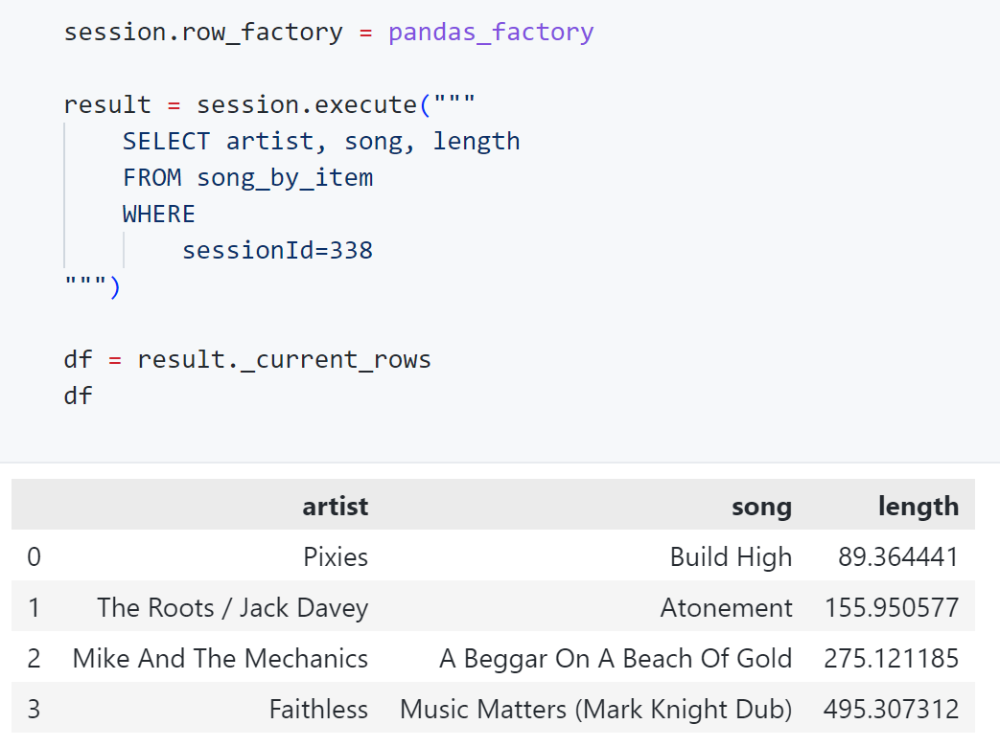 session.row_factory = pandas_factory
result = session.execute("""
SELECT artist, song, length
FROM song_by_item
WHERE
sessionId=338
""")
df = result._current_rows
df
artist song length
0 Pixies Build High 89.364441
1 The Roots / Jack Davey Atonement 155.950577
2 Mike And The Mechanics A Beggar On A Beach Of Gold 275.121185
3 Faithless Music Matters (Mark Knight Dub) 495.307312